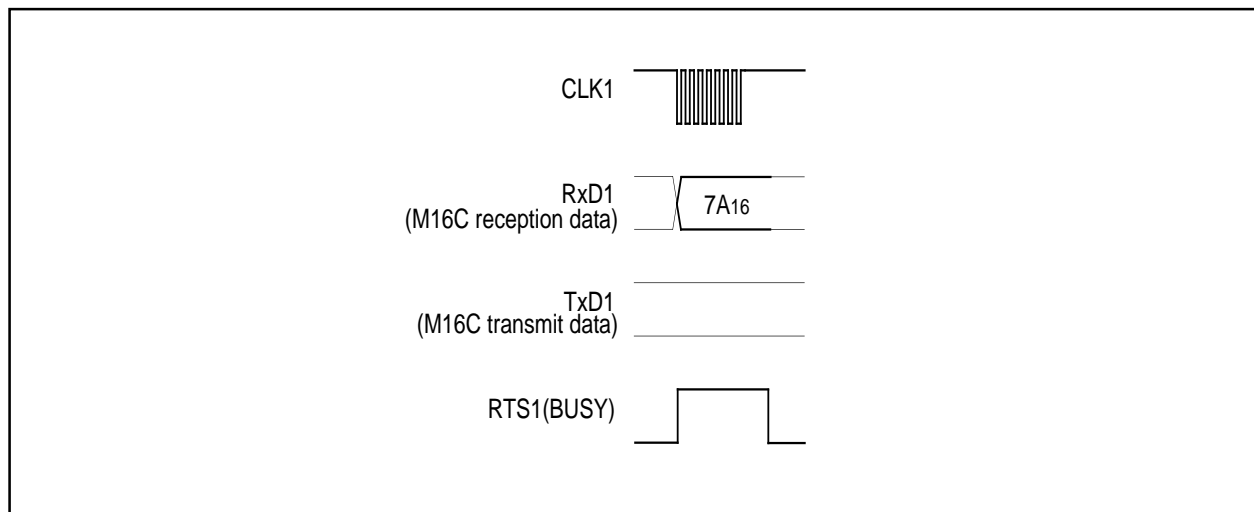 CLK1
RxD1
(M16C reception data)
7A16
TxD1
(M16C transmit data)
RTS1(BUSY)